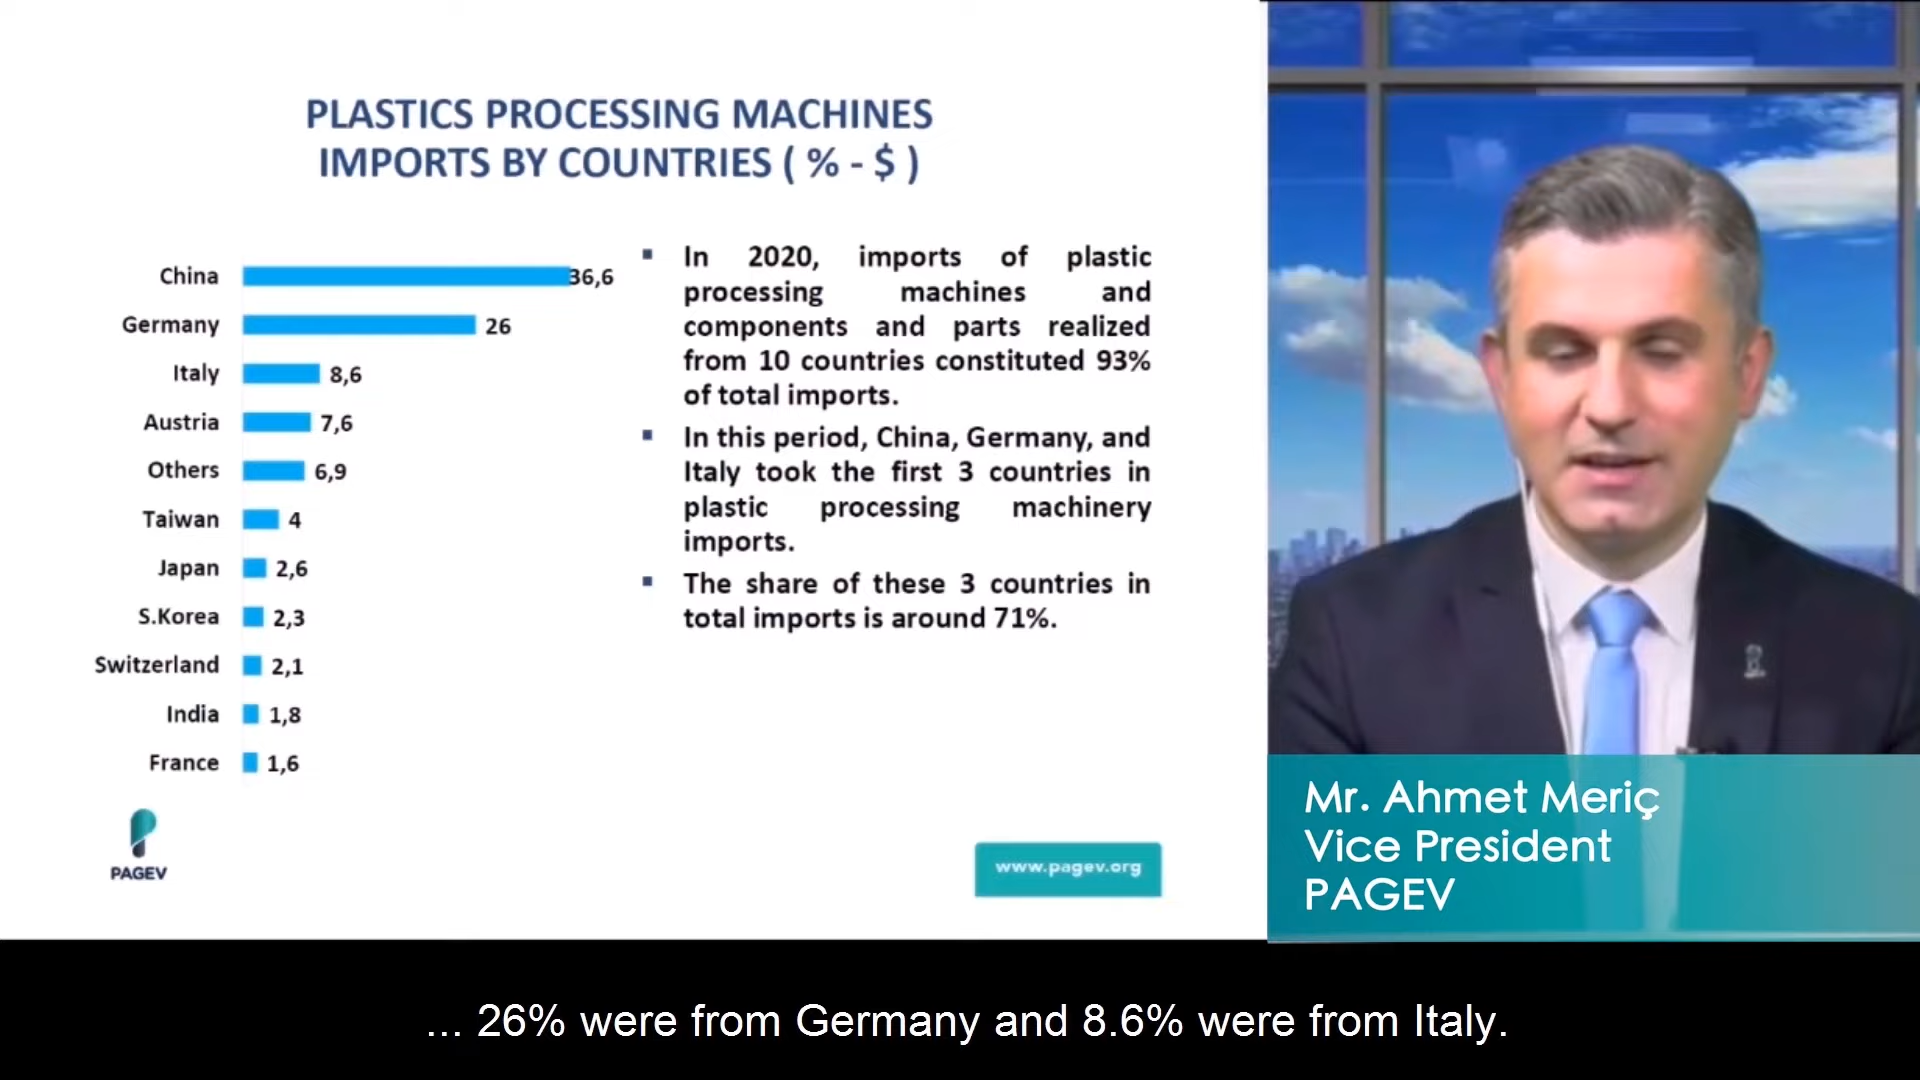 PLASTICS PROCESSING MACHINES
IMPORTS BY COUNTRIES ( % - $ )
China 36,6
Germany 26
Italy 8,6
Austria 7,6
Others 6,9
Taiwan 4
Japan 2,6
S.Korea 2,3
Switzerland 2,1
India 1,8
France 1,6
▪ In 2020, imports of plastic
processing machines and
components and parts realized
from 10 countries constituted 93%
of total imports.
▪ In this period, China, Germany, and
Italy took the first 3 countries in
plastic processing machinery
imports.
▪ The share of these 3 countries in
total imports is around 71%.
PAGEV
www.pagev.org
Mr. Ahmet Meriç
Vice President
PAGEV
... 26% were from Germany and 8.6% were from Italy.